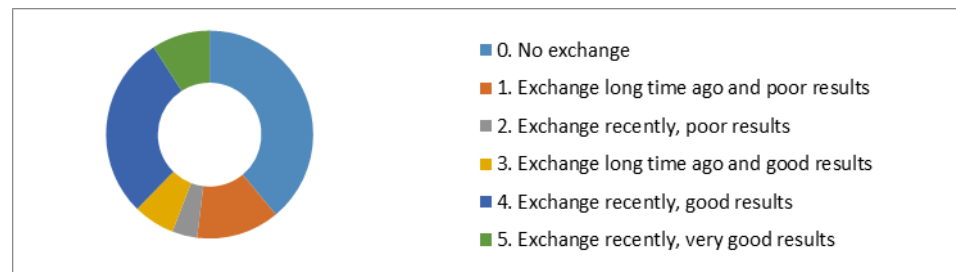 0. No exchange
1. Exchange long time ago and poor results
2. Exchange recently, poor results
3. Exchange long time ago and good results
4. Exchange recently, good results
5. Exchange recently, very good results